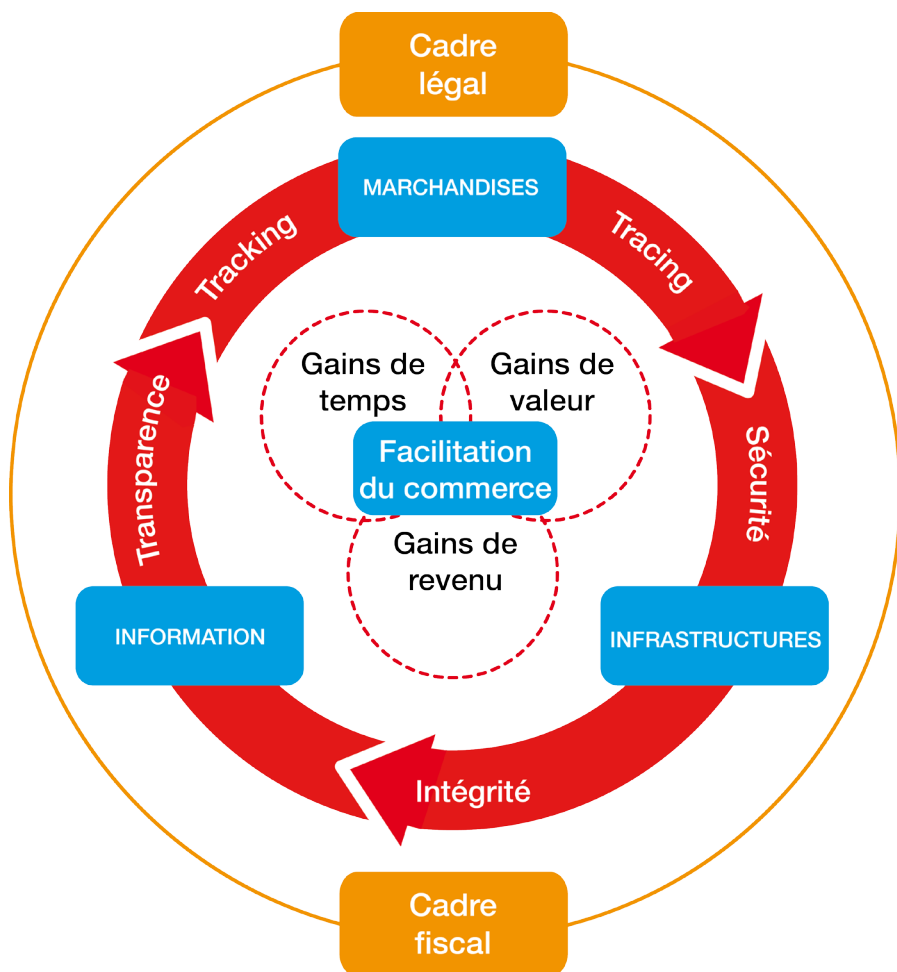 Cadre
légal
MARCHANDISES
Tracking
Tracing
Gains de
temps
Gains de
valeur
Facilitation
du commerce
Gains de
revenu
Transparence
Sécurité
INFORMATION
INFRASTRUCTURES
Intégrité
Cadre
fiscal